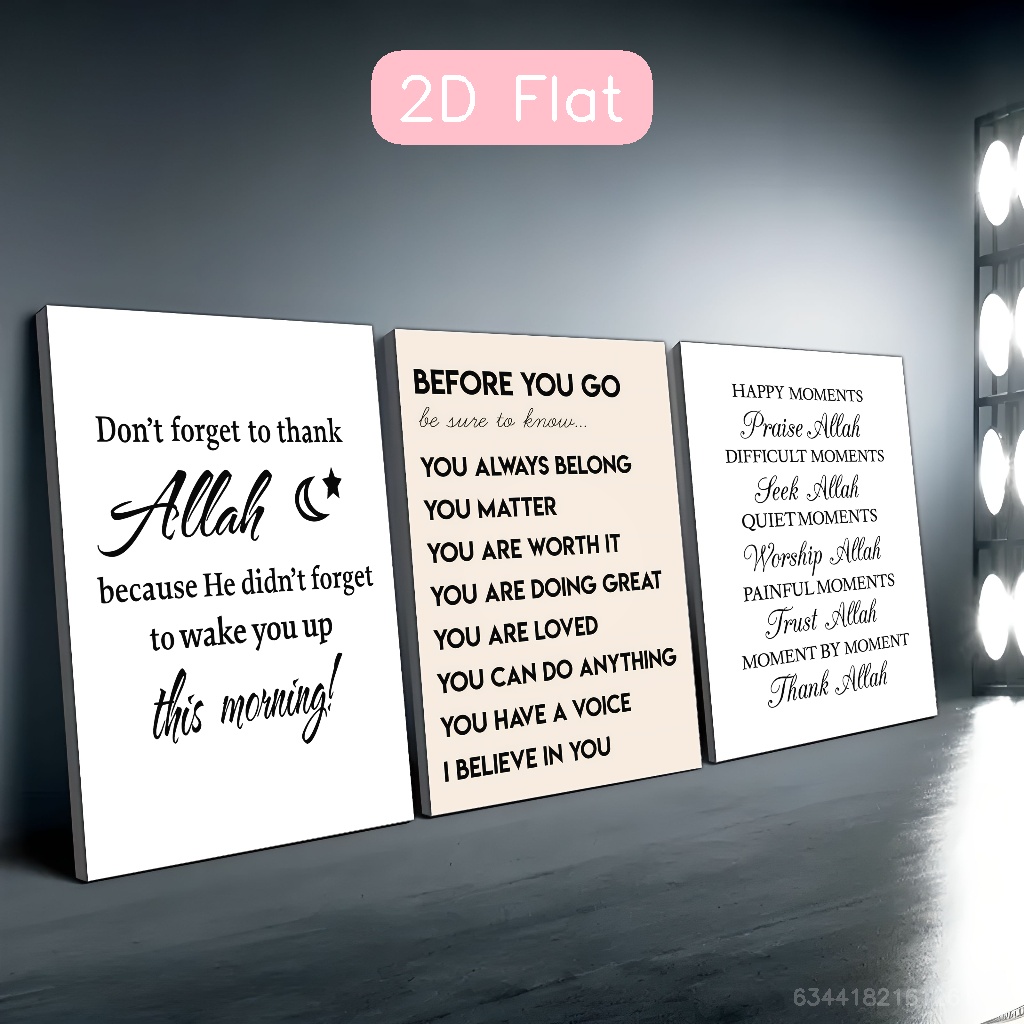 2D Flat
Don't forget to thank
Allah
because He didn't forget
to wake you up
this morning!
BEFORE YOU GO
be sure to know...
YOU ALWAYS BELONG
YOU MATTER
YOU ARE WORTH IT
YOU ARE DOING GREAT
YOU ARE LOVED
YOU CAN DO ANYTHING
YOU HAVE A VOICE
I BELIEVE IN YOU
HAPPY MOMENTS
Praise Allah
DIFFICULT MOMENTS
Seek Allah
QUIET MOMENTS
Worship Allah
PAINFUL MOMENTS
Trust Allah
MOMENT BY MOMENT
Thank Allah